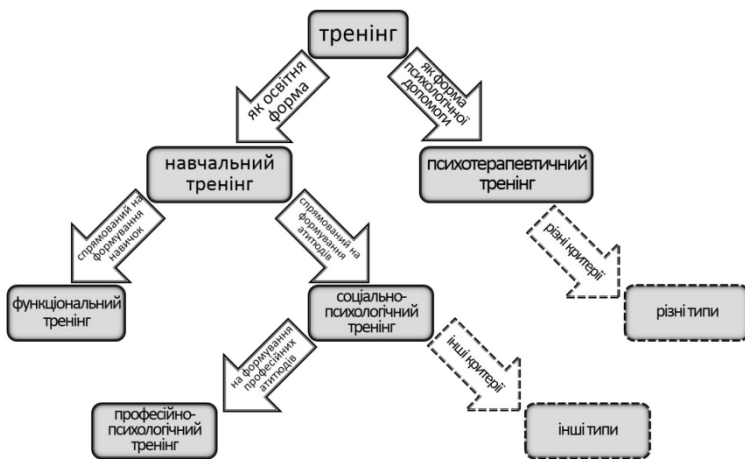 тренінг
як освітня
форма
як форма
психологічної
допомоги
навчальний
тренінг
психотерапевтичний
тренінг
спрямований на
формування
навичок
спрямований на
формування
атитюдів
різні критерії
функціональний
тренінг
соціально-
психологічний
тренінг
різні типи
на формування
професійних
атитюдів
інші критерії
професійно-
психологічний
тренінг
інші типи